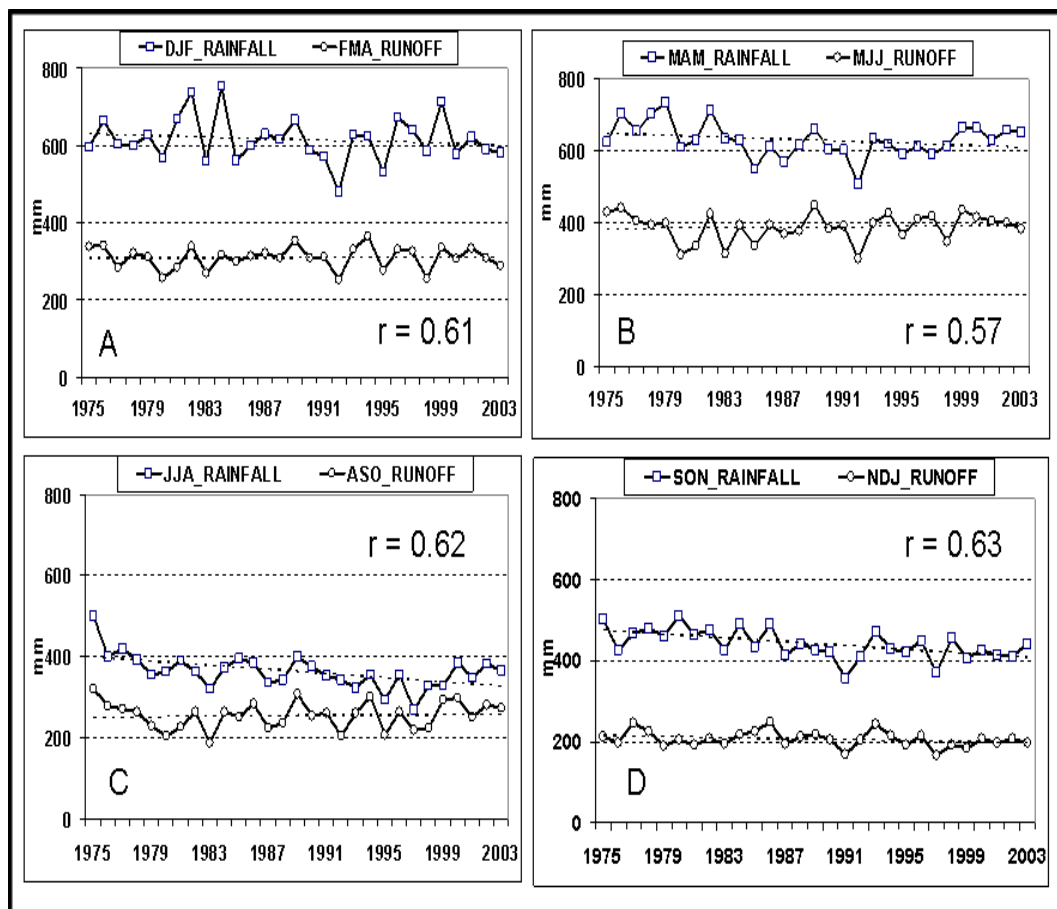 DJF_RAINFALL FMA_RUNOFF
800
600
400
200
0
mm
A
r = 0.61
1975 1979 1983 1987 1991 1995 1999 2003
MAM_RAINFALL MJJ_RUNOFF
800
600
400
200
0
mm
B
r = 0.57
1975 1979 1983 1987 1991 1995 1999 2003
JJA_RAINFALL ASO_RUNOFF
800
600
400
200
0
mm
r = 0.62
C
1975 1979 1983 1987 1991 1995 1999 2003
SON_RAINFALL NDJ_RUNOFF
800
600
400
200
0
mm
r = 0.63
D
1975 1979 1983 1987 1991 1995 1999 2003